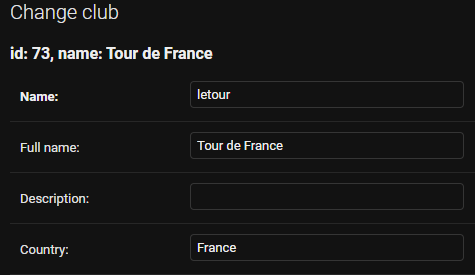 Change club
id: 73, name: Tour de France
Name: letour
Full name: Tour de France
Description:
Country: France